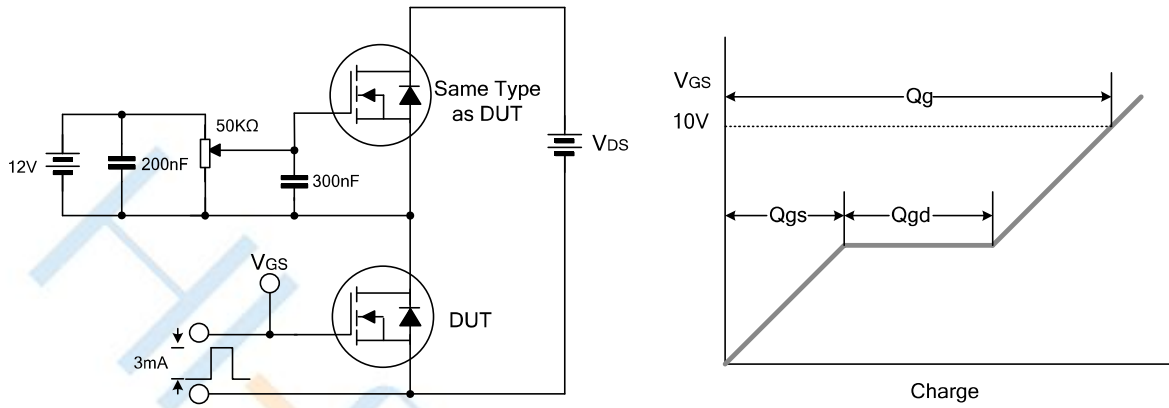 Same Type
as DUT
50KΩ
12V
200nF
300nF
VDS
VGS
DUT
3mA
VGS
Qg
10V
Qgs
Qgd
Charge